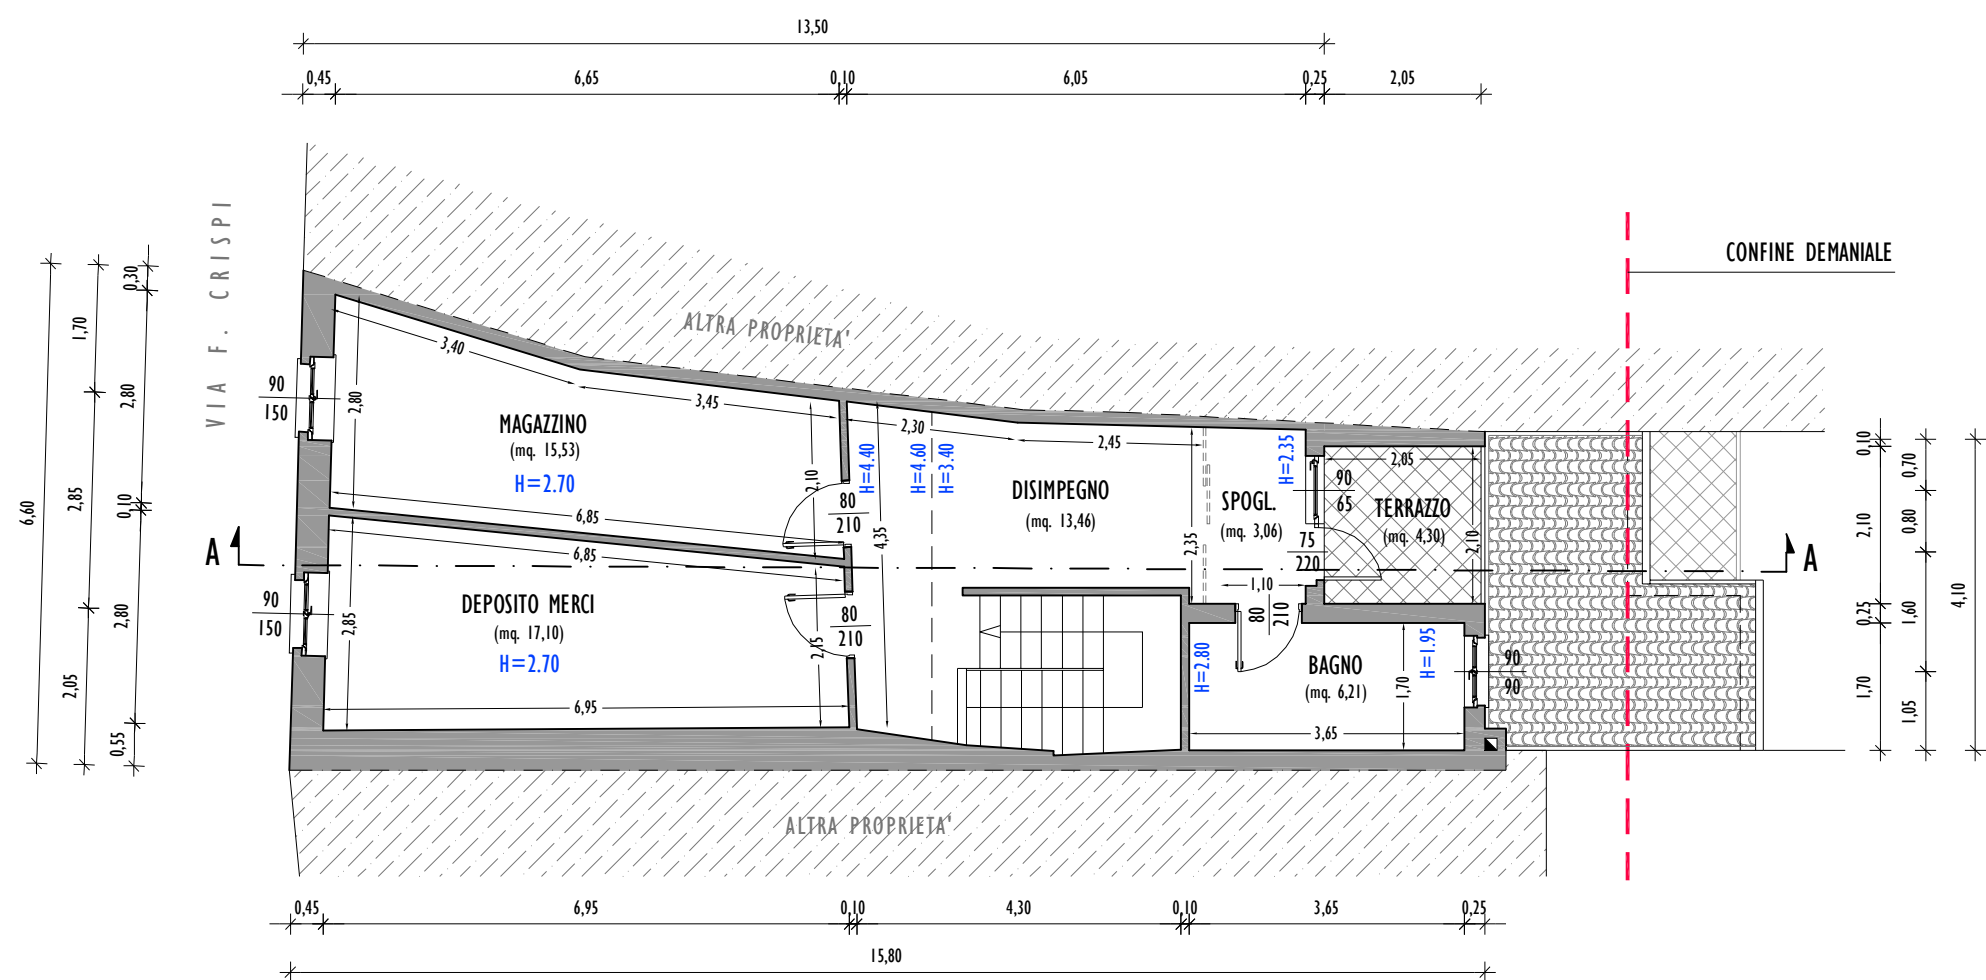 13,50
0,45
6,65
0,10
6,05
0,25
2,05
VIA F. CRISPI
CONFINE DEMANIALE
ALTRA PROPRIETA'
6,60
1,70
2,85
2,05
0,30
2,80
0,10
2,80
0,55
90
150
90
150
3,40
3,45
2,80
MAGAZZINO
(mq. 15,53)
H=2.70
2,10
6,85
6,85
80
210
H=4.40
H=4.60
H=3.40
2,30
2,45
4,35
DISIMPEGNO
(mq. 13,46)
2,35
SPOGL.
(mq. 3,06)
H=2.35
1,10
90
65
75
220
2,05
TERRAZZO
(mq. 4,30)
2,10
A
A
DEPOSITO MERCI
(mq. 17,10)
H=2.70
2,85
2,15
6,95
80
210
80
210
H=2.80
BAGNO
(mq. 6,21)
H=1.95
1,70
3,65
90
90
0,10
2,10
0,25
1,70
0,70
0,80
1,60
1,05
4,10
ALTRA PROPRIETA'
0,45
6,95
0,10
4,30
0,10
3,65
0,25
15,80